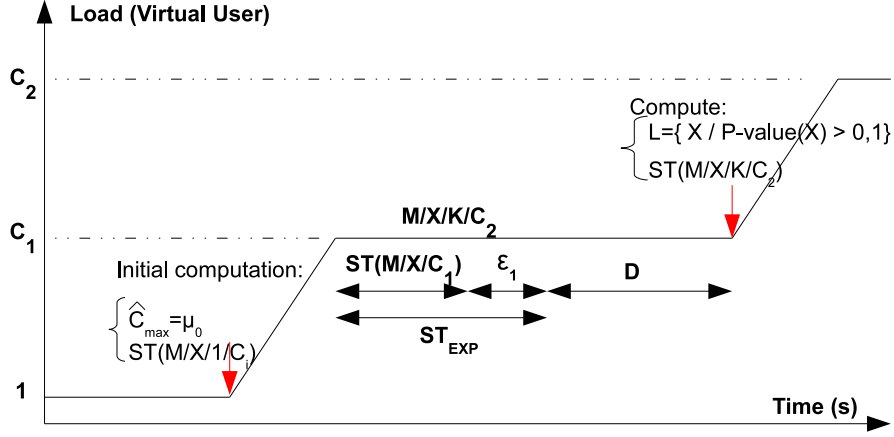 Load (Virtual User)
C2
Compute:
L={ X / P-value(X) > 0,1}
ST(M/X/K/C2)
M/X/K/C2
C1
Initial computation:
ST(M/X/C1)
ε1
D
Ĉmax=μ0
ST(M/X/1/Ci)
STEXP
1
Time (s)